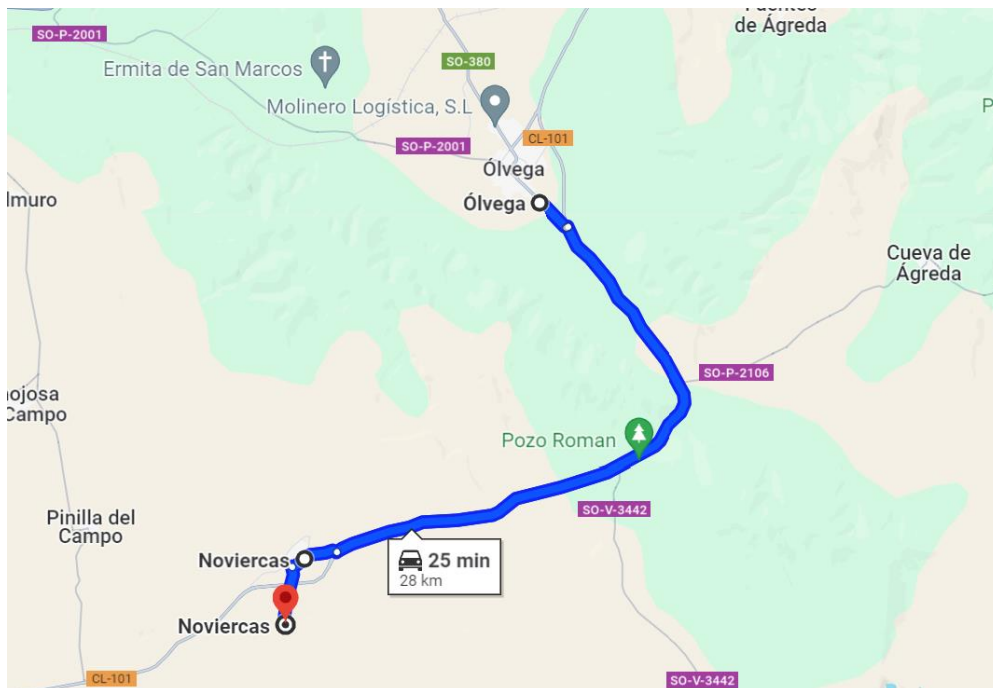 de Ágreda
SO-P-2001
SO-380
Ermita de San Marcos
Molinero Logística, S.L
CL-101
SO-P-2001
Ólvega
Ólvega
Cueva de
Ágreda
SO-P-2106
Campo
Pozo Roman
SO-V-3442
Pinilla del
Campo
Noviercas
25 min
28 km
Noviercas
CL-101
SO-V-3442